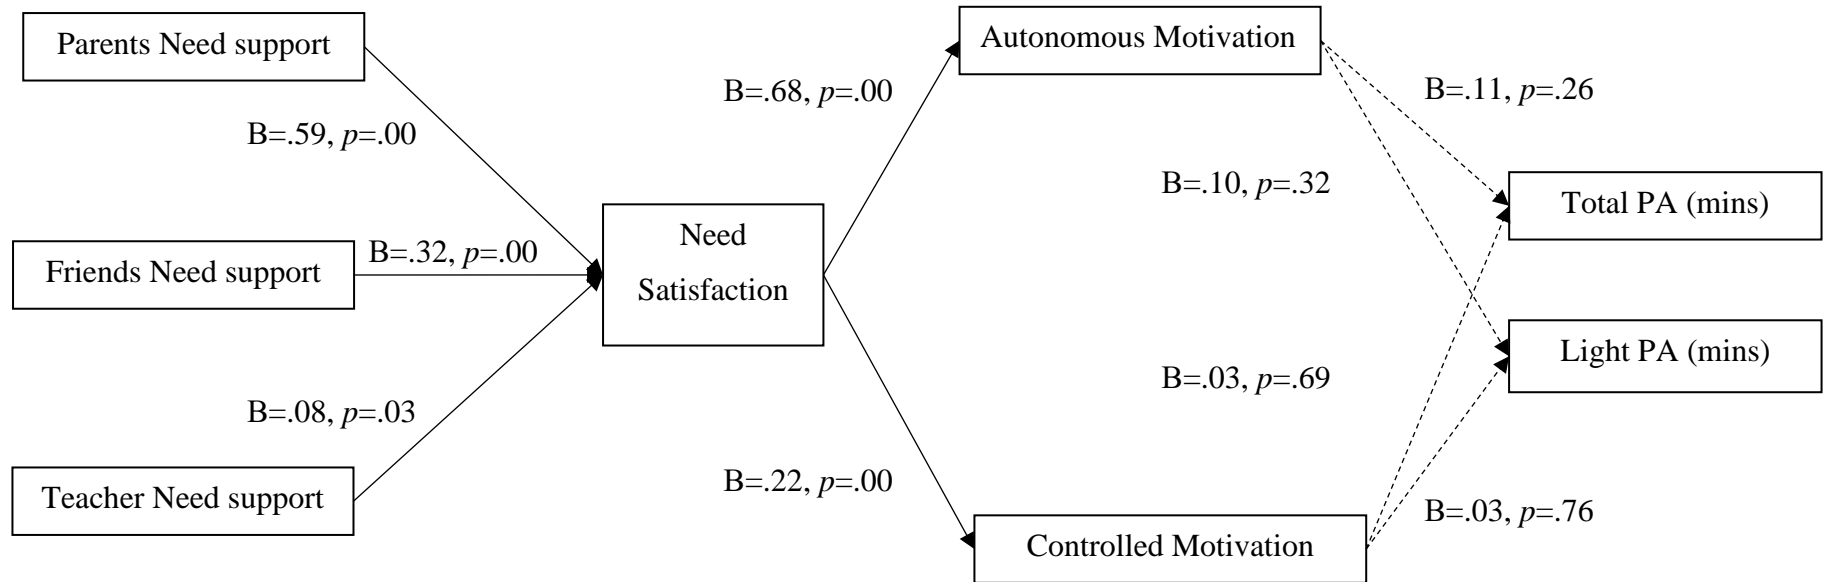 Parents Need support
Autonomous Motivation
B=.68, p=.00
B=.11, p=.26
B=.59, p=.00
B=.10, p=.32
Total PA (mins)
Need
Satisfaction
Friends Need support
B=.32, p=.00
Light PA (mins)
B=.03, p=.69
B=.08, p=.03
B=.22, p=.00
Teacher Need support
B=.03, p=.76
Controlled Motivation